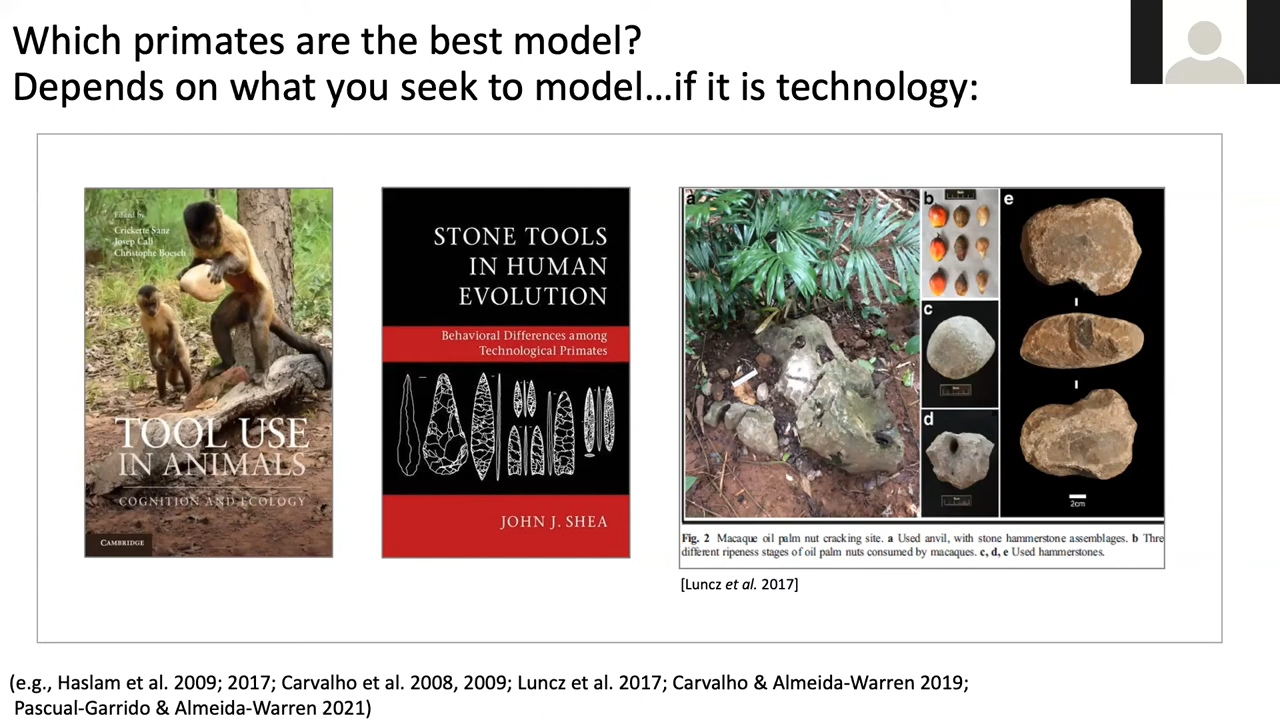 Which primates are the best model?
Depends on what you seek to model...if it is technology:
Edited by
Crickette Sanz
Josep Call
Christophe Boesch
TOOL USE
IN ANIMALS
COGNITION AND ECOLOGY
CAMBRIDGE
STONE TOOLS
IN HUMAN
EVOLUTION
Behavioral Differences among
Technological Primates
JOHN J. SHEA
a
b
c
d
e
2cm
Fig. 2 Macaque oil palm nut cracking site. a Used anvil, with stone hammerstone assemblages. b Thre
different ripeness stages of oil palm nuts consumed by macaques. c, d, e Used hammerstones.
[Luncz et al. 2017]
(e.g., Haslam et al. 2009; 2017; Carvalho et al. 2008, 2009; Luncz et al. 2017; Carvalho & Almeida-Warren 2019;
Pascual-Garrido & Almeida-Warren 2021)